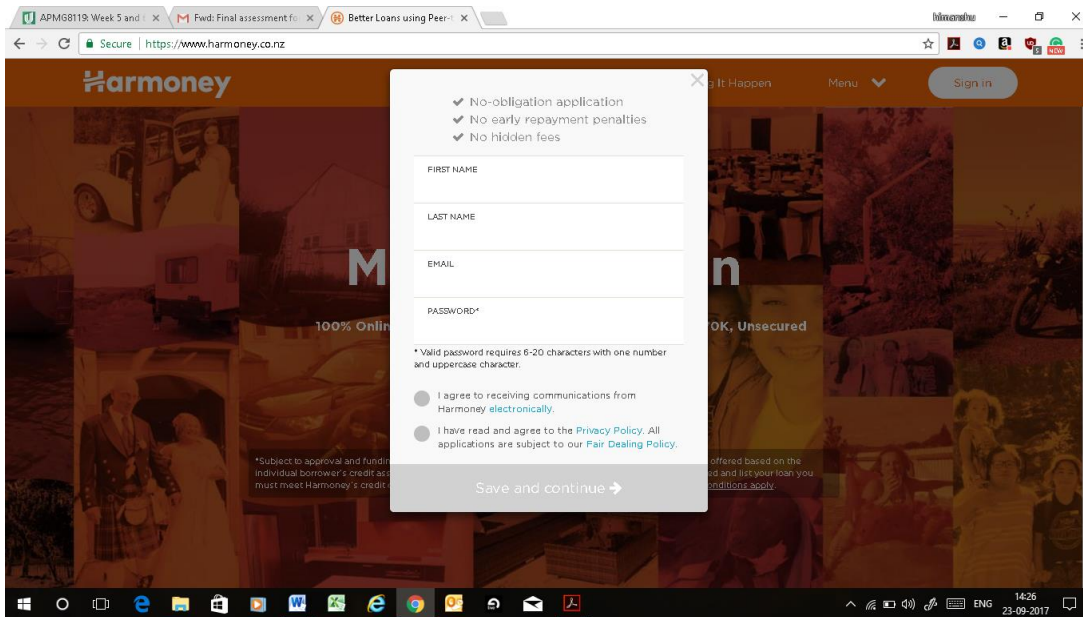 APMG8119: Week 5 and
Fwd: Final assessment fo
Better Loans using Peer-t
himanshu
Secure | https://www.harmoney.co.nz
NEW
Harmoney
g It Happen
Menu
Sign in
No-obligation application
No early repayment penalties
No hidden fees
FIRST NAME
LAST NAME
EMAIL
PASSWORD*
M
n
100% Onlin
0K, Unsecured
* Valid password requires 6-20 characters with one number
and uppercase character.
I agree to receiving communications from
Harmoney electronically.
I have read and agree to the Privacy Policy. All
applications are subject to our Fair Dealing Policy.
*Subject to approval and fundin
individual borrower's credit ass
must meet Harmoney's credit
offered based on the
ed and list your loan you
conditions apply.
Save and continue
ENG
14:26
23-09-2017